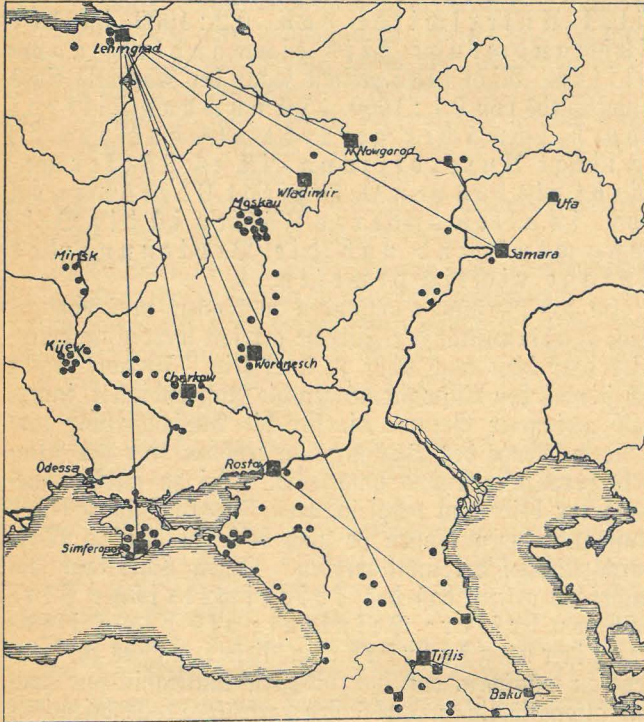 Leningrad
N. Nowgorod
Wladimir
Ufa
Moskau
Samara
Minsk
Kijew
Woronesch
Charkow
Odessa
Rostow
Simferopol
Tiflis
Baku